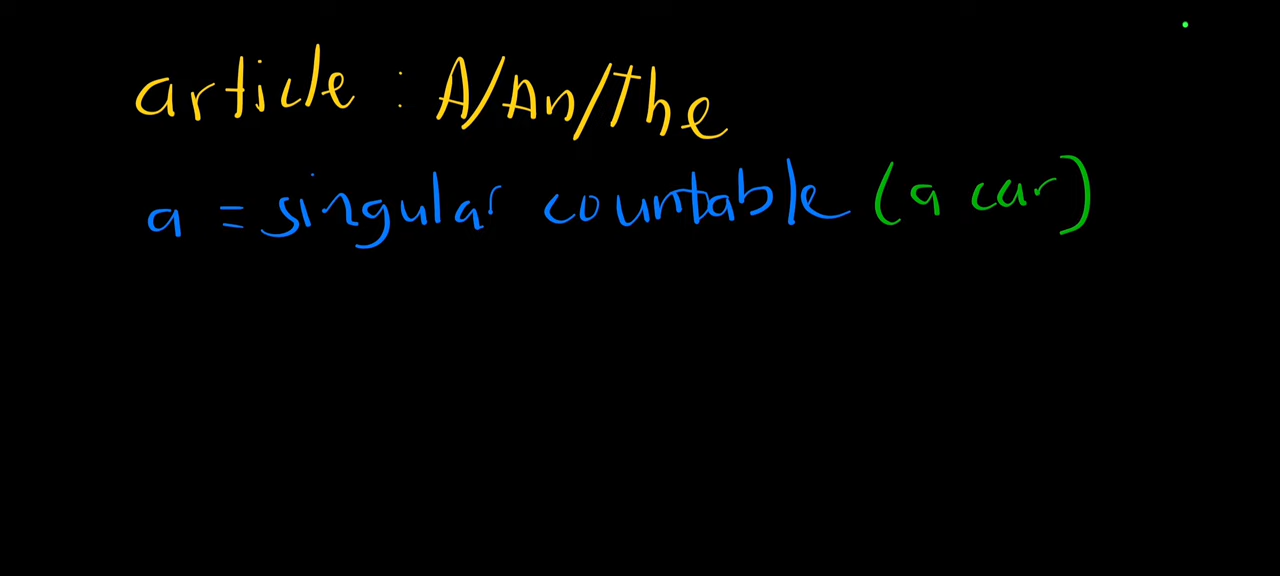 article : A/An/The
a = singular countable (a car)